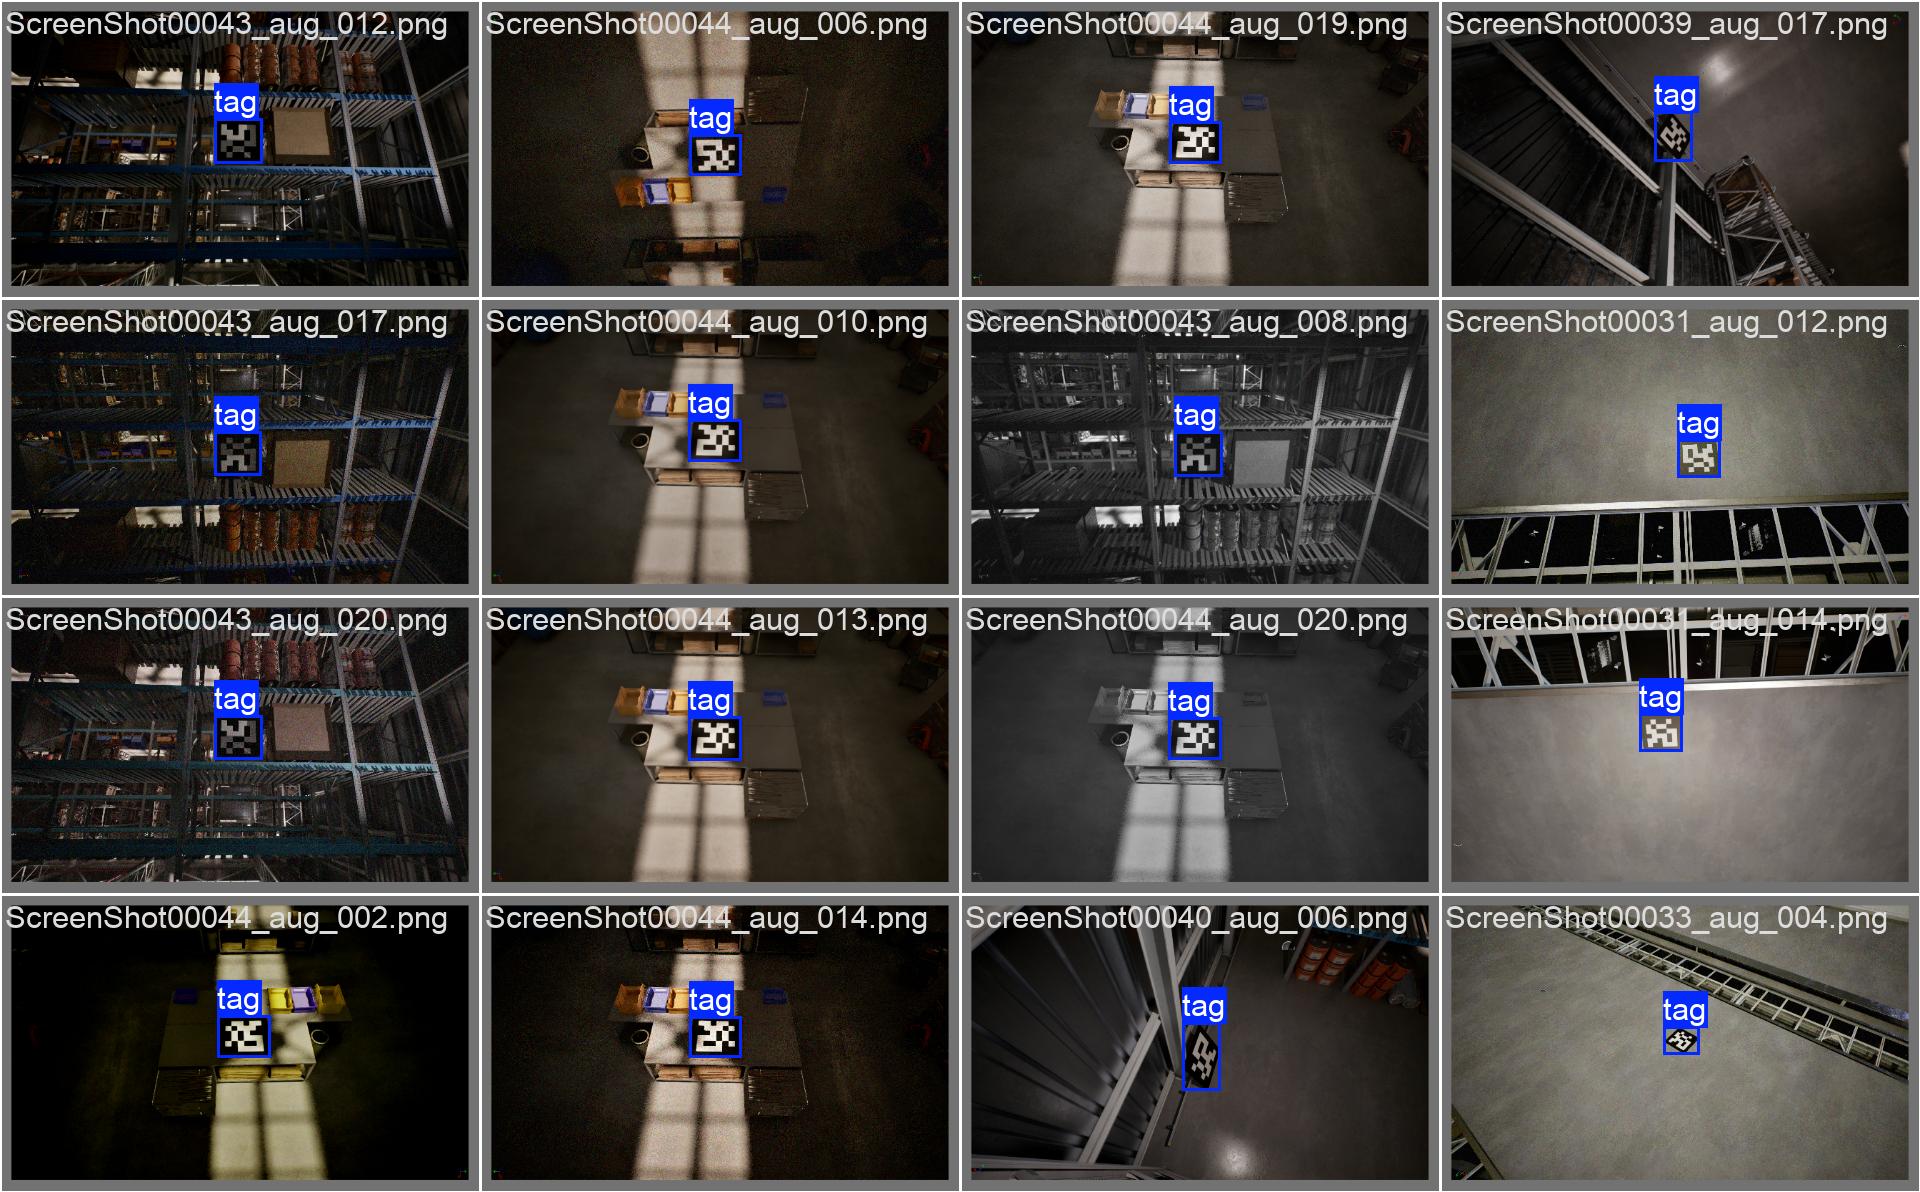 ScreenShot00043_aug_012.png
tag
ScreenShot00044_aug_006.png
tag
ScreenShot00044_aug_019.png
tag
ScreenShot00039_aug_017.png
tag
ScreenShot00043_aug_017.png
tag
ScreenShot00044_aug_010.png
tag
ScreenShot00043_aug_008.png
tag
ScreenShot00031_aug_012.png
tag
ScreenShot00043_aug_020.png
tag
ScreenShot00044_aug_013.png
tag
ScreenShot00044_aug_020.png
tag
ScreenShot00031_aug_014.png
tag
ScreenShot00044_aug_002.png
tag
ScreenShot00044_aug_014.png
tag
ScreenShot00040_aug_006.png
tag
ScreenShot00033_aug_004.png
tag